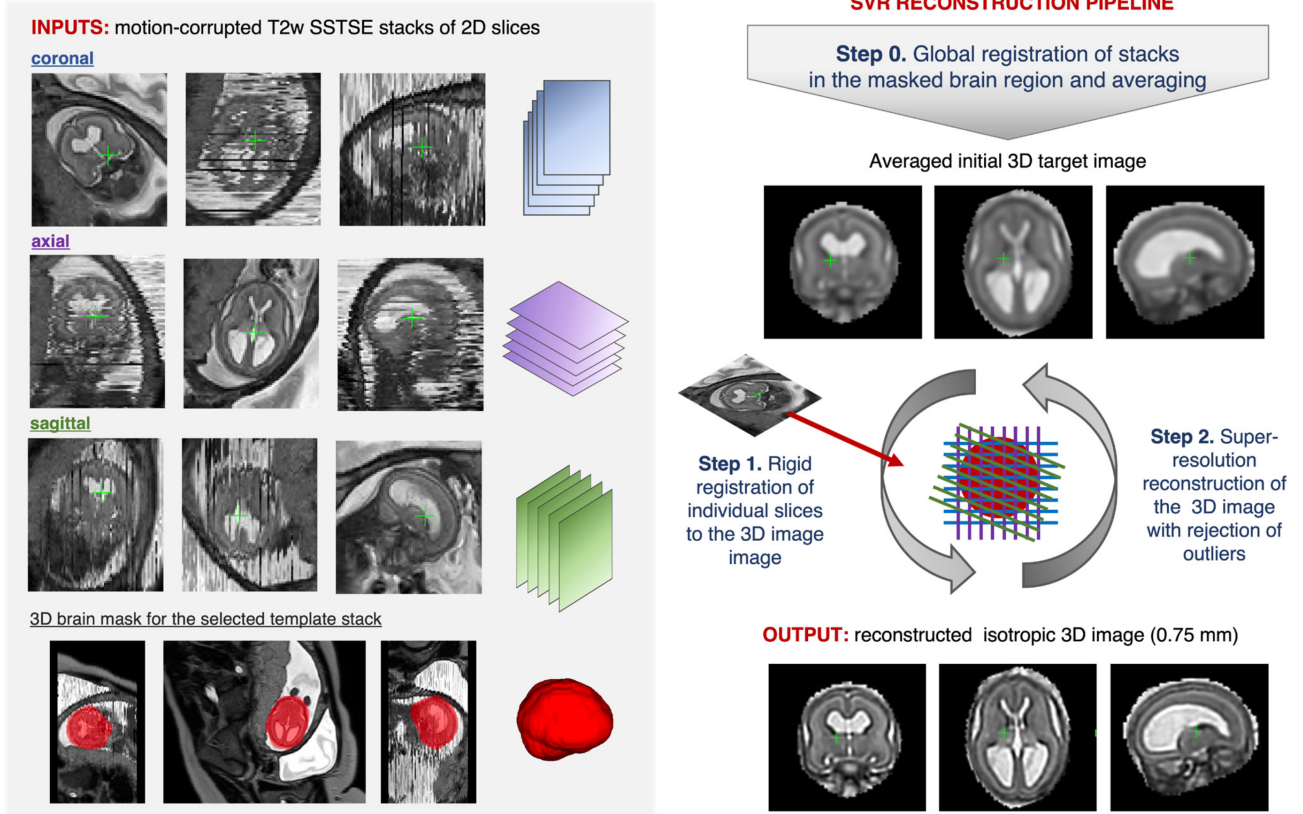 INPUTS: motion-corrupted T2w SSTSE stacks of 2D slices
coronal
axial
sagittal
3D brain mask for the selected template stack
SVR RECONSTRUCTION PIPELINE
Step 0. Global registration of stacks
in the masked brain region and averaging
Averaged initial 3D target image
Step 1. Rigid
registration of
individual slices
to the 3D image
image
Step 2. Super-
resolution
reconstruction of
the 3D image
with rejection of
outliers
OUTPUT: reconstructed isotropic 3D image (0.75 mm)